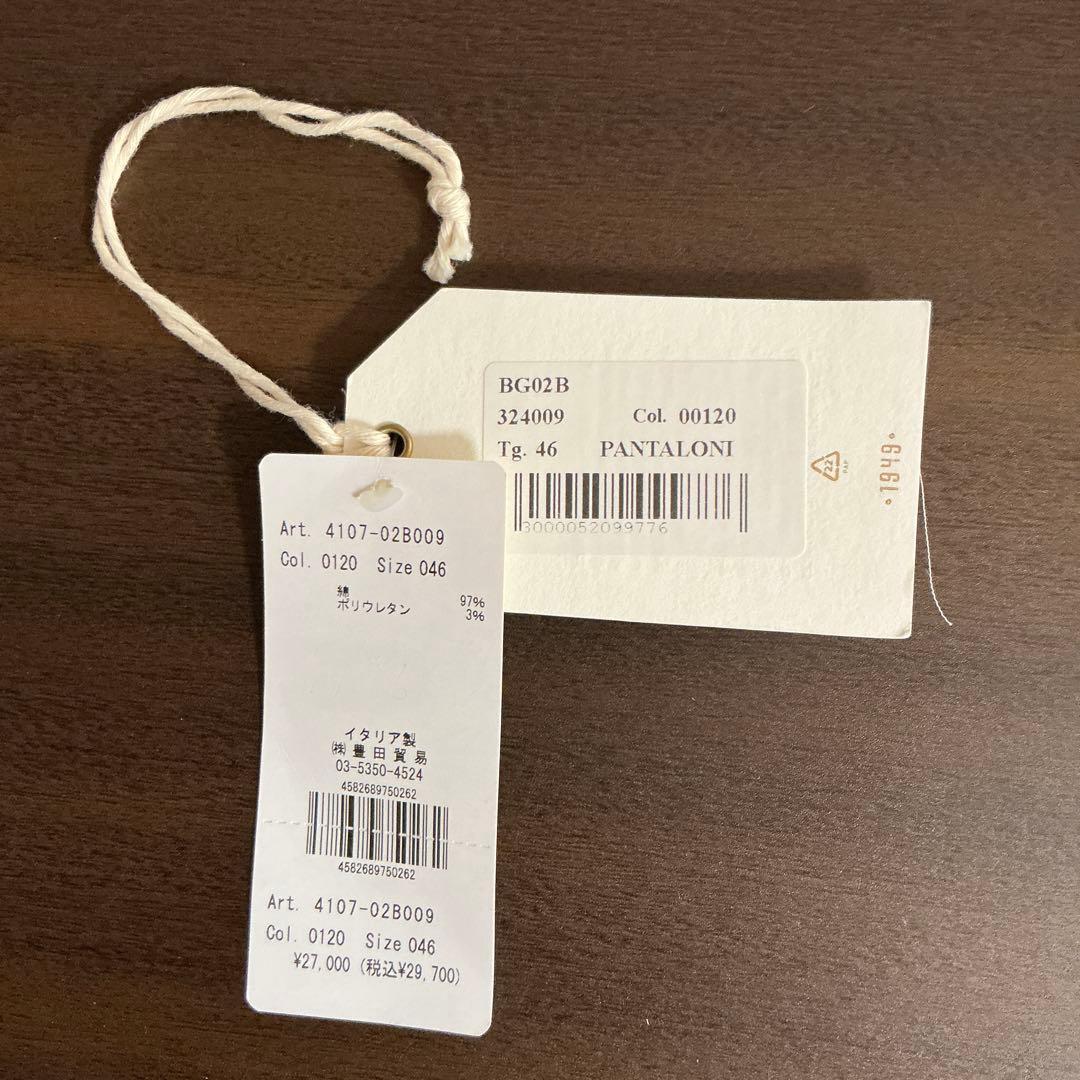 BG02B
324009 Col. 00120
Tg. 46 PANTALONI
3000052099776
22
PAP
•1949•
Art. 4107-02B009
Col. 0120 Size 046
綿 97%
ポリウレタン 3%
イタリア製
㈱豊田貿易
03-5350-4524
4582689750262
4582689750262
Art. 4107-02B009
Col. 0120 Size 046
¥27,000 (税込¥29,700)